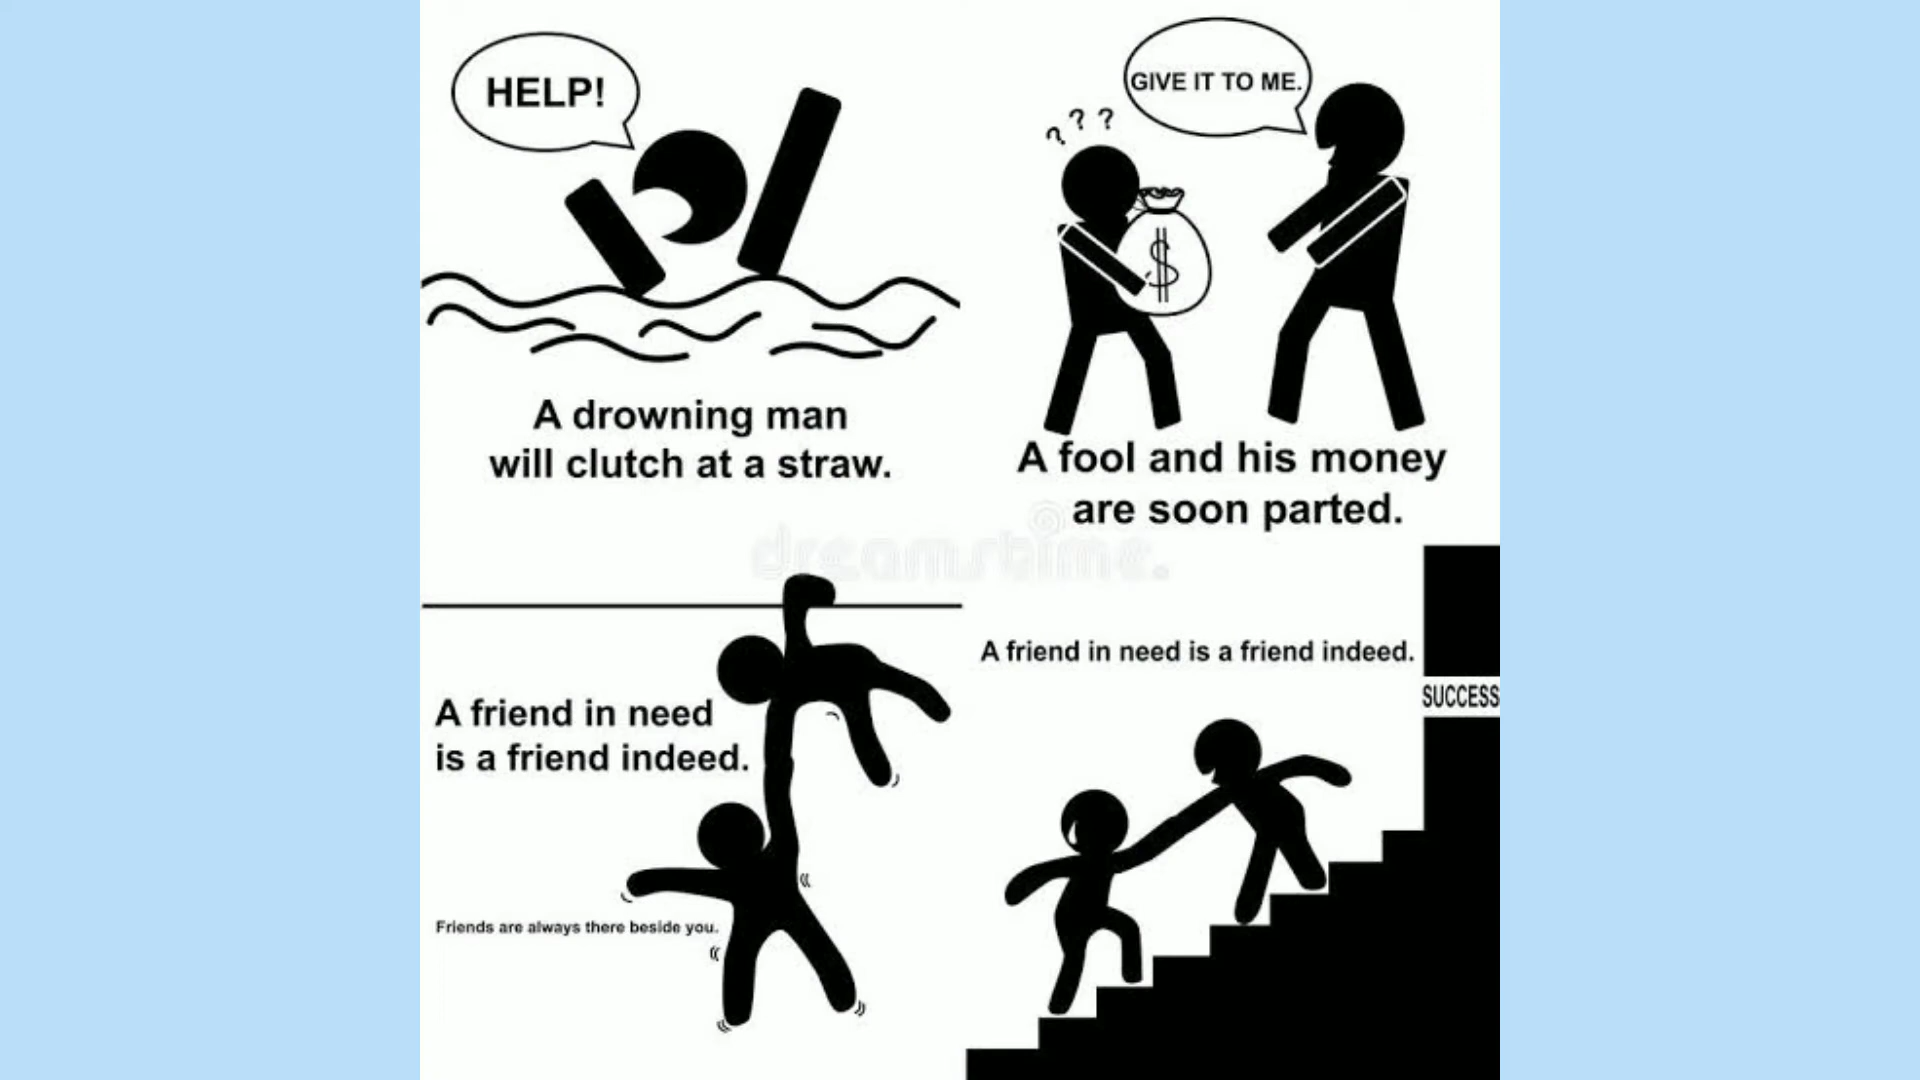 HELP!
A drowning man
will clutch at a straw.
? ? ?
GIVE IT TO ME.
$
A fool and his money
are soon parted.
dreamstime.
A friend in need
is a friend indeed.
Friends are always there beside you.
A friend in need is a friend indeed.
SUCCESS